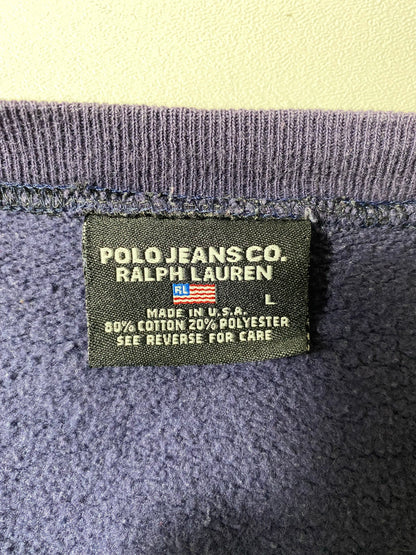 POLO JEANS CO.
RALPH LAUREN
RL
L
MADE IN U.S.A.
80% COTTON 20% POLYESTER
SEE REVERSE FOR CARE